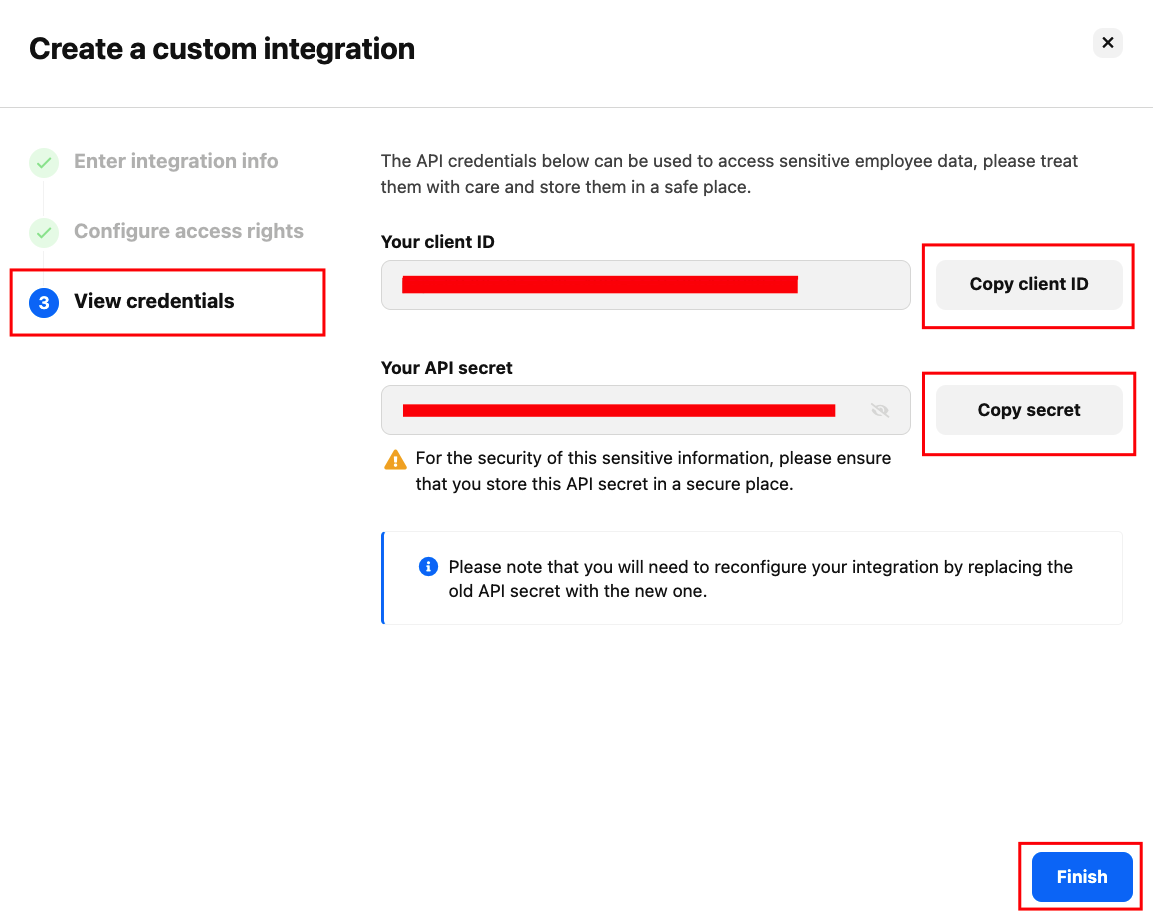 Create a custom integration
Enter integration info
Configure access rights
3
View credentials
The API credentials below can be used to access sensitive employee data, please treat
them with care and store them in a safe place.
Your client ID
Copy client ID
Your API secret
Copy secret
For the security of this sensitive information, please ensure
that you store this API secret in a secure place.
Please note that you will need to reconfigure your integration by replacing the
old API secret with the new one.
Finish